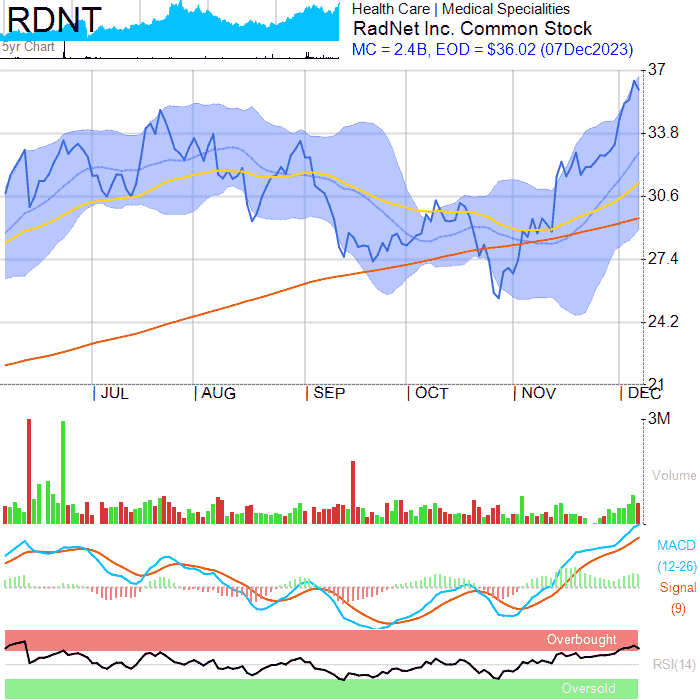 RDNT
5yr Chart
Health Care | Medical Specialities
RadNet Inc. Common Stock
MC = 2.4B, EOD = $36.02 (07Dec2023)
37
33.8
30.6
27.4
24.2
21
JUL AUG SEP OCT NOV DEC
3M
Volume
MACD
(12-26)
Signal
(9)
Overbought
RSI(14)
Oversold